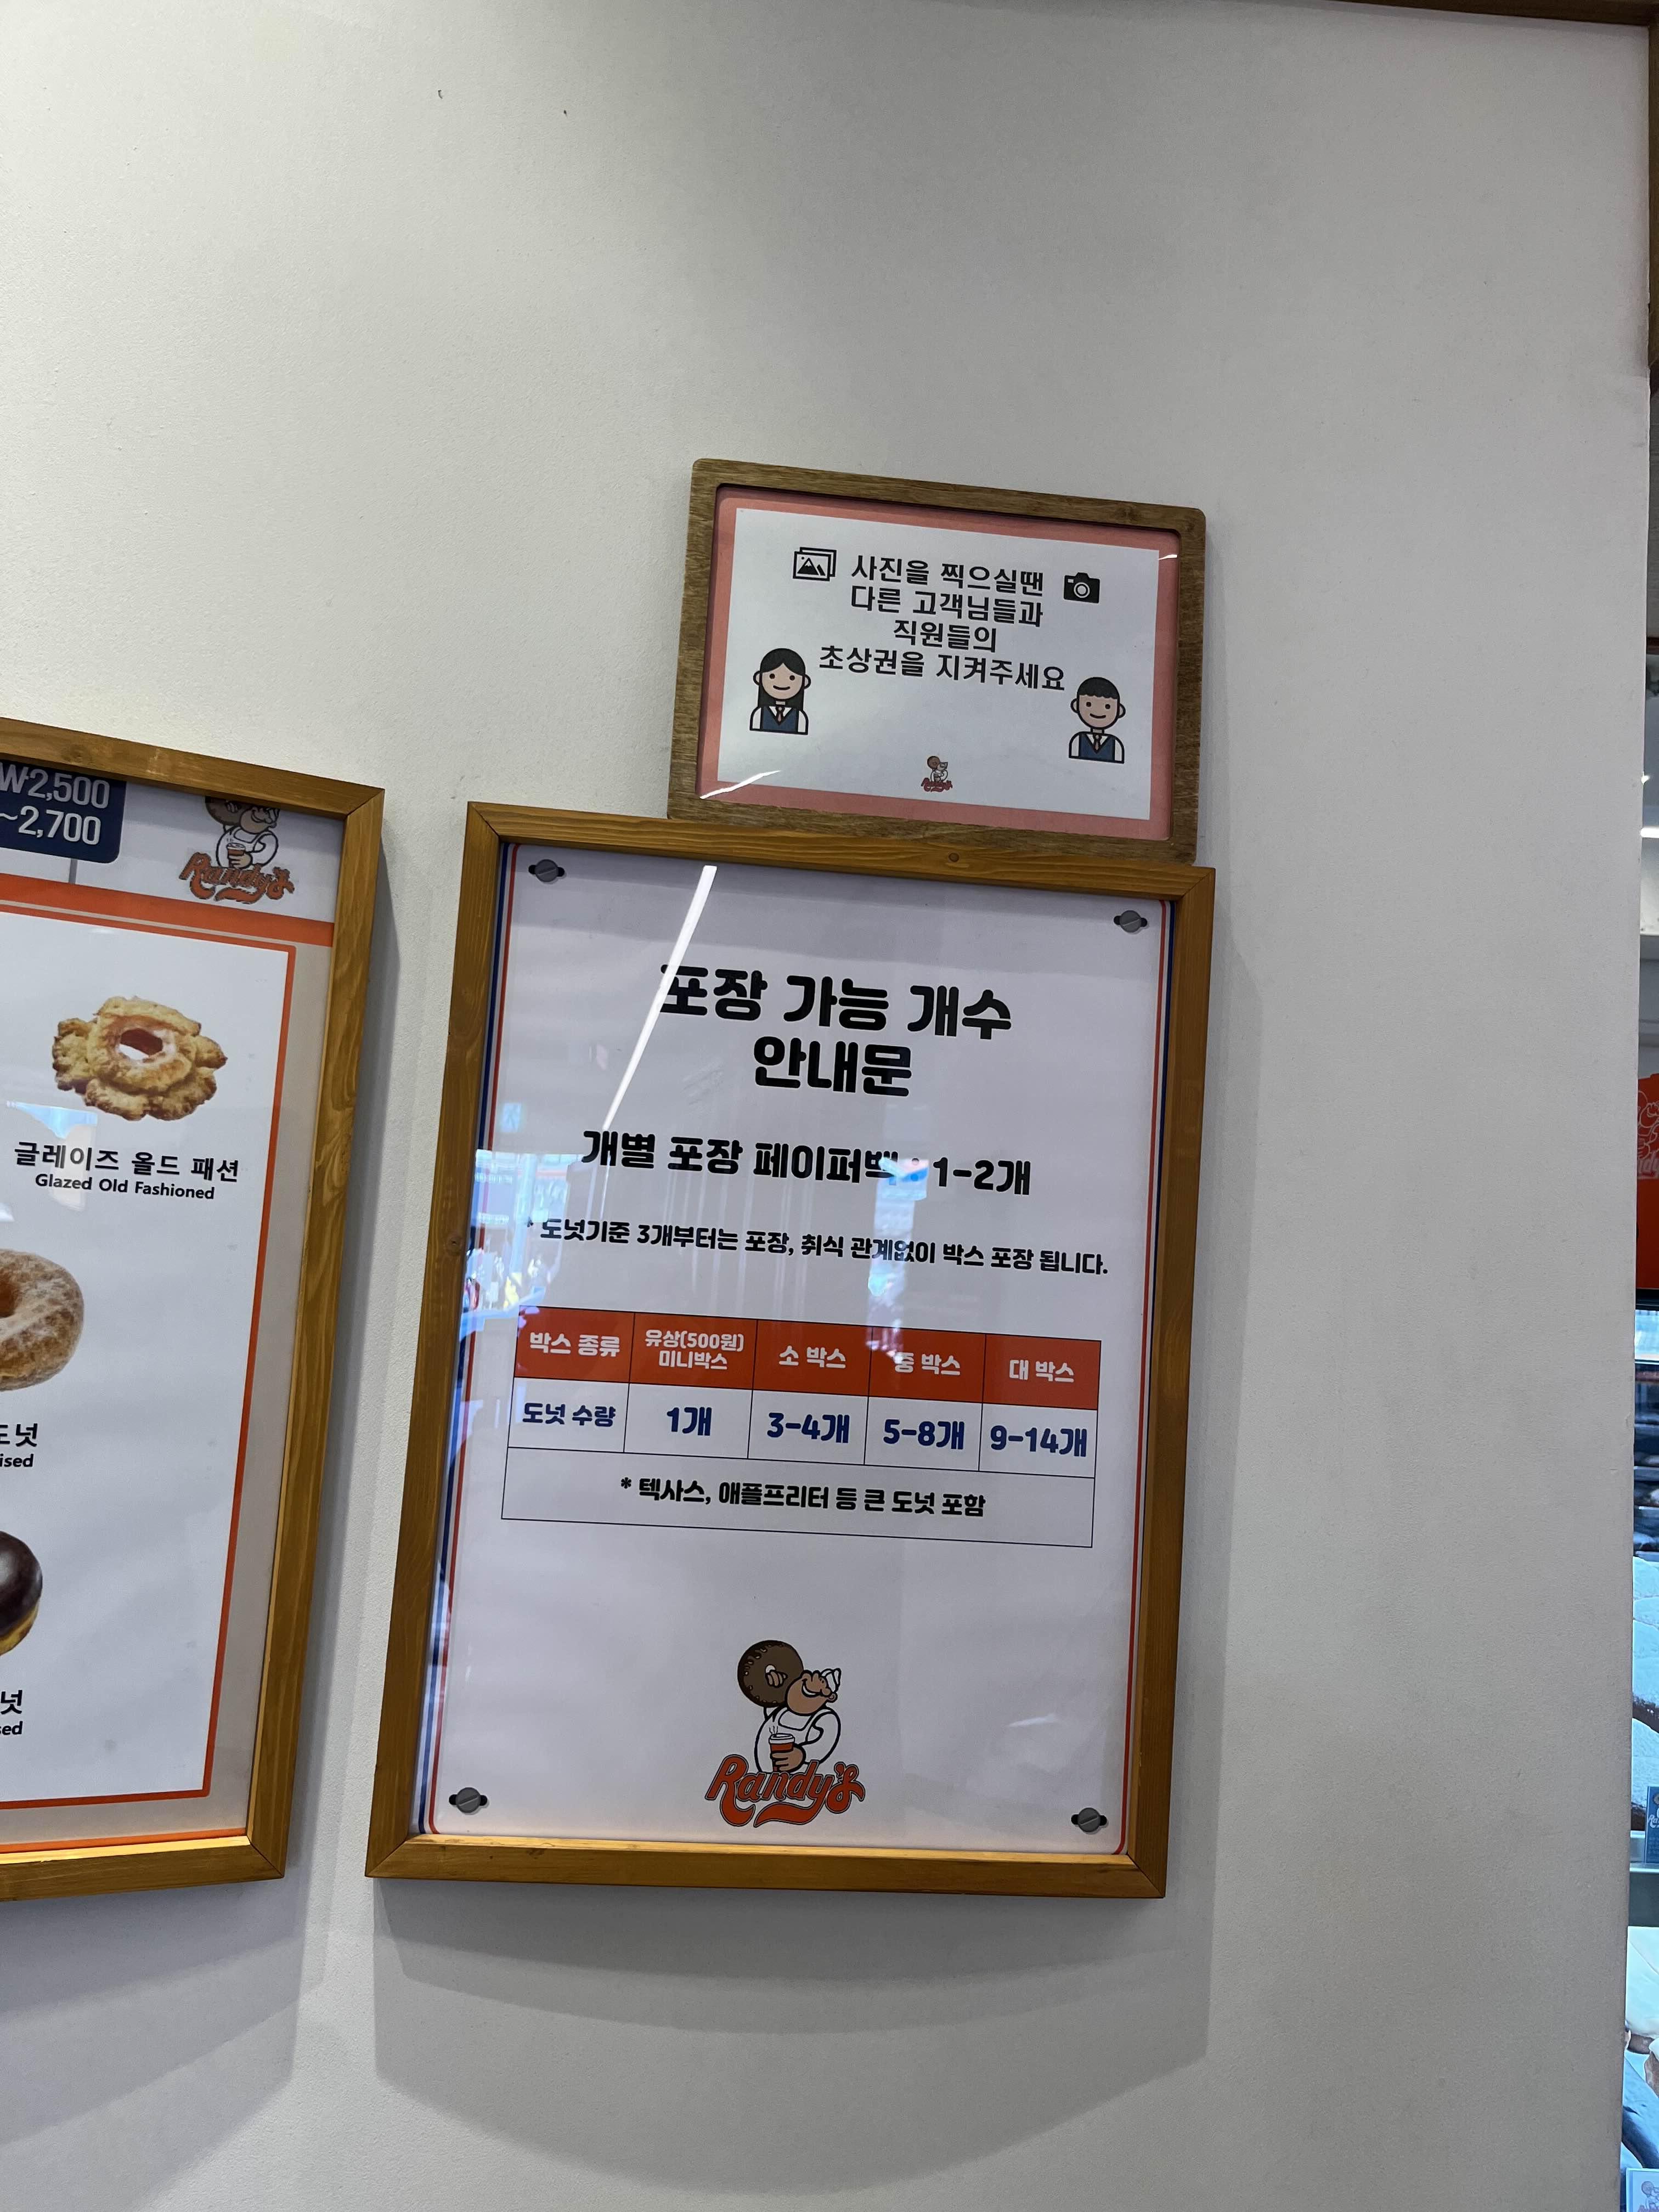 사진을 찍으실땐
다른 고객님들과
직원들의
초상권을 지켜주세요
Randy's
₩2,500
~2,700
Randy's
글레이즈 올드 패션
Glazed Old Fashioned
도넛
ised
넛
sed
포장 가능 개수
안내문
개별 포장 페이퍼백 : 1-2개
* 도넛기준 3개부터는 포장, 취식 관계없이 박스 포장 됩니다.
박스 종류 유상(500원) 미니박스 소 박스 중 박스 대 박스
도넛 수량 1개 3-4개 5-8개 9-14개
* 텍사스, 애플프리터 등 큰 도넛 포함
Randy's